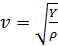 v = √(Y/ρ)